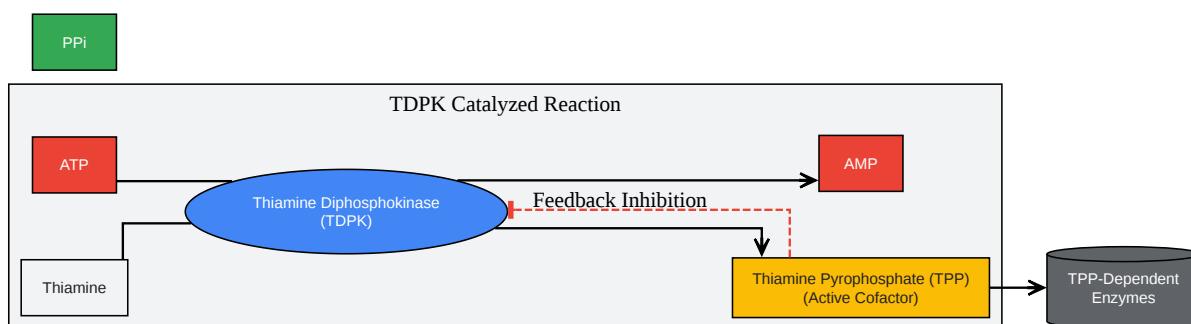 PPi
TDPK Catalyzed Reaction
ATP
AMP
Thiamine Diphosphokinase
(TDPK)
Feedback Inhibition
Thiamine
Thiamine Pyrophosphate (TPP)
(Active Cofactor)
TPP-Dependent
Enzymes